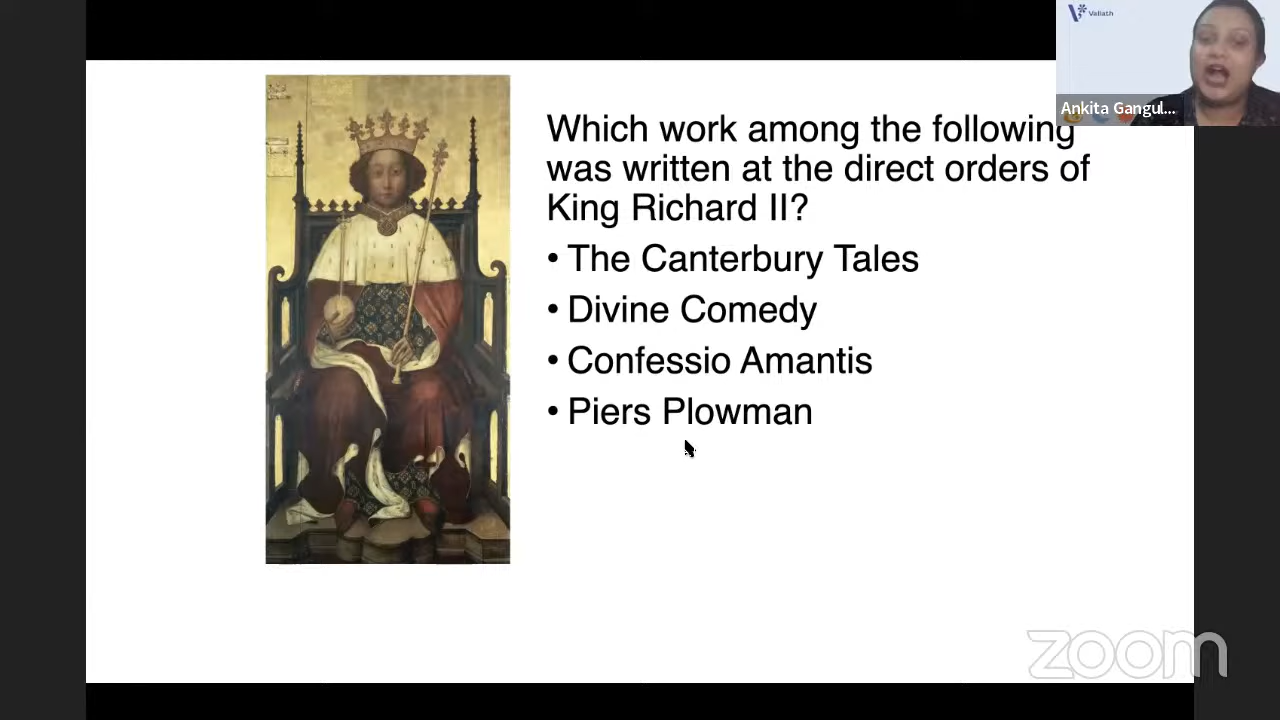 Valiath
Ankita Gangul...
Which work among the following
was written at the direct orders of
King Richard II?
• The Canterbury Tales
• Divine Comedy
• Confessio Amantis
• Piers Plowman
zoom